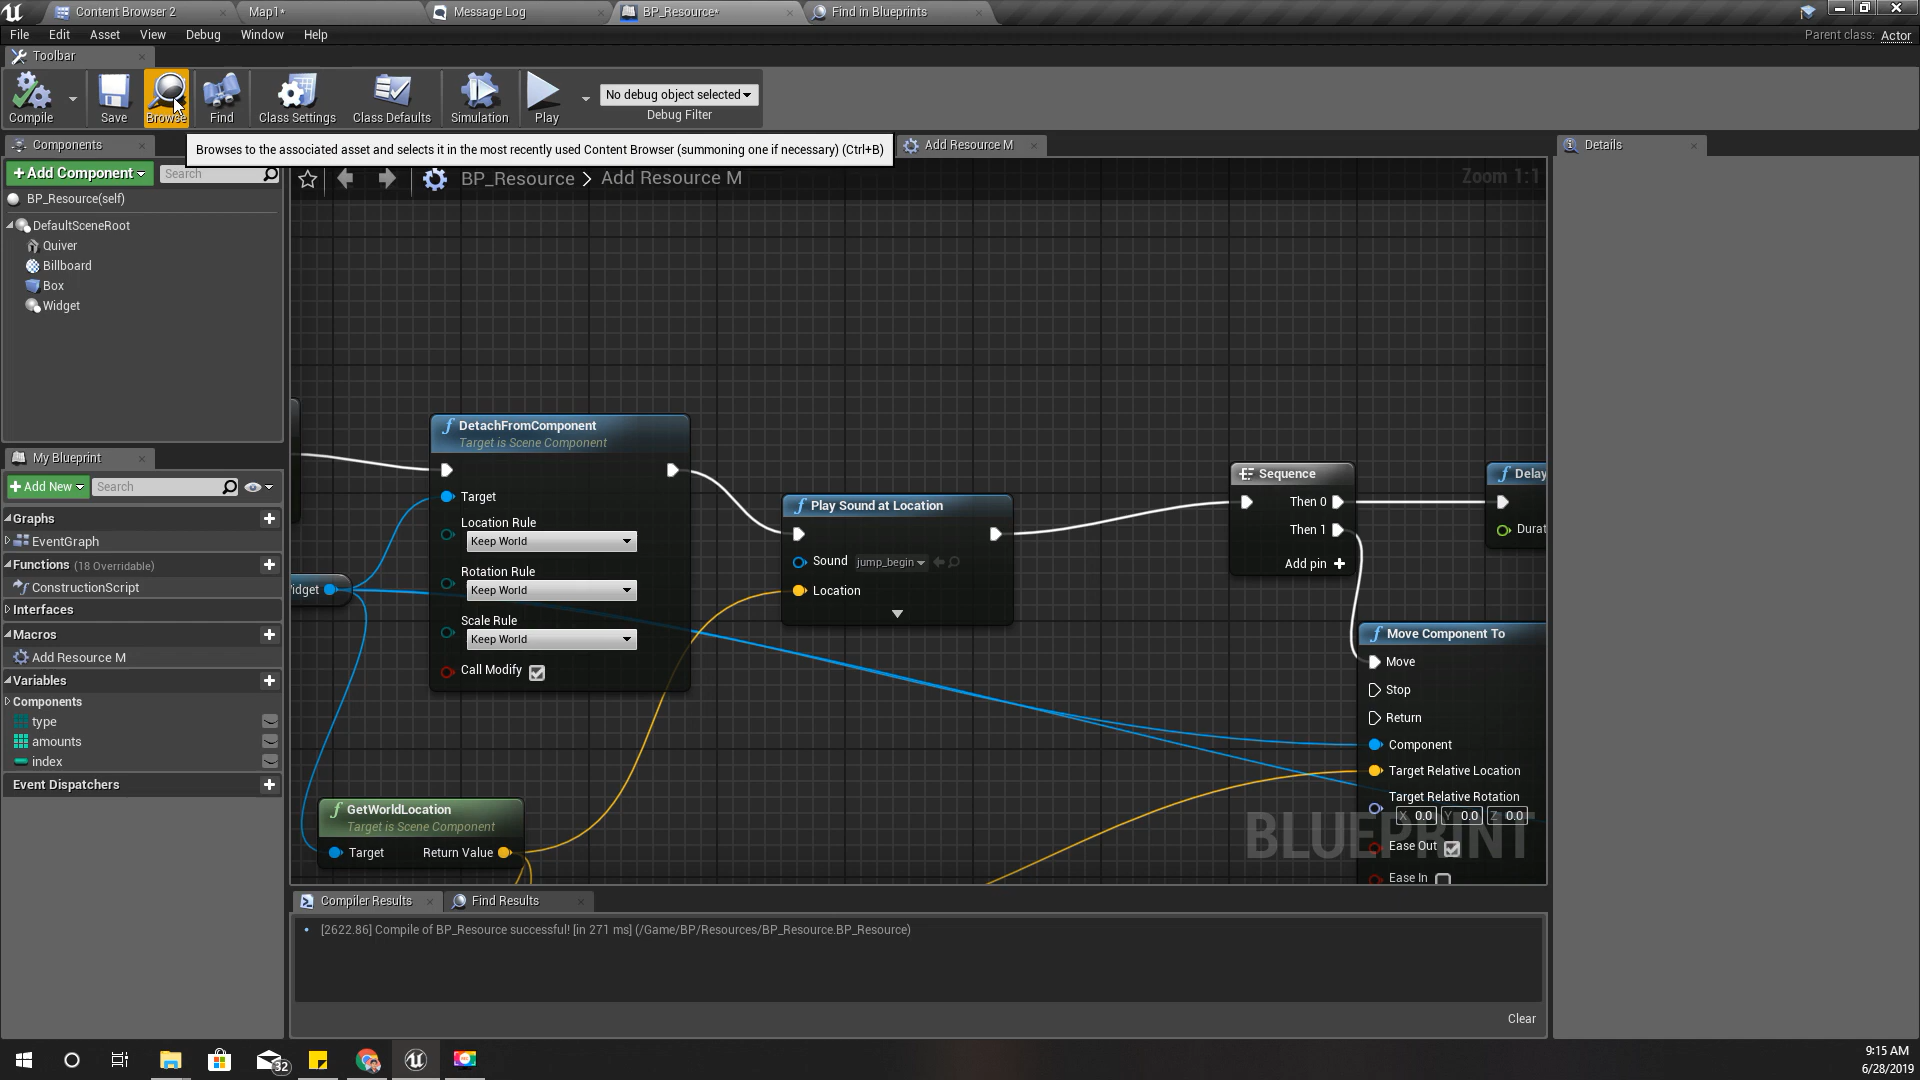 Content Browser 2
Map1*
Message Log
BP_Resource*
Find in Blueprints
File Edit Asset View Debug Window Help
Parent class: Actor
Toolbar
Compile
Save
Browse
Find
Class Settings
Class Defaults
Simulation
Play
No debug object selected
Debug Filter
Browses to the associated asset and selects it in the most recently used Content Browser (summoning one if necessary) (Ctrl+B)
Components
+Add Component
Search
BP_Resource(self)
DefaultSceneRoot
Quiver
Billboard
Box
Widget
My Blueprint
+Add New
Search
Graphs
EventGraph
Functions (18 Overridable)
ConstructionScript
Interfaces
Macros
Add Resource M
Variables
Components
type
amounts
index
Event Dispatchers
Add Resource M
BP_Resource > Add Resource M
Zoom 1:1
DetachFromComponent
Target is Scene Component
Target
Location Rule
Keep World
Rotation Rule
Keep World
Scale Rule
Keep World
Call Modify
idget
GetWorldLocation
Target is Scene Component
Target
Return Value
Play Sound at Location
Sound jump_begin
Location
Sequence
Then 0
Then 1
Add pin +
Delay
Durat
Move Component To
Move
Stop
Return
Component
Target Relative Location
Target Relative Rotation
X 0.0 Y 0.0 Z 0.0
Ease Out
Ease In
BLUEPRINT
Details
Compiler Results
Find Results
[2622.86] Compile of BP_Resource successful! [in 271 ms] (/Game/BP/Resources/BP_Resource.BP_Resource)
Clear
32
9:15 AM
6/28/2019